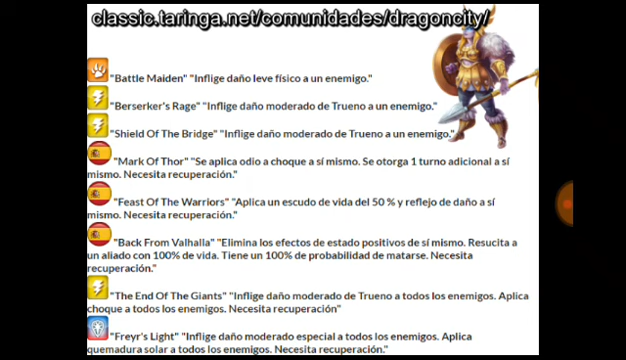 classic.taringa.net/comunidades/dragoncity/
"Battle Maiden" "Inflige daño leve físico a un enemigo."
"Berserker's Rage" "Inflige daño moderado de Trueno a un enemigo."
"Shield Of The Bridge" "Inflige daño moderado de Trueno a un enemigo."
"Mark Of Thor" "Se aplica odio a choque a sí mismo. Se otorga 1 turno adicional a sí
mismo. Necesita recuperación."
"Feast Of The Warriors" "Aplica un escudo de vida del 50 % y reflejo de daño a sí
mismo. Necesita recuperación."
"Back From Valhalla" "Elimina los efectos de estado positivos de sí mismo. Resucita a
un aliado con 100% de vida. Tiene un 100% de probabilidad de matarse. Necesita
recuperación."
"The End Of The Giants" "Inflige daño moderado de Trueno a todos los enemigos. Aplica
choque a todos los enemigos. Necesita recuperación"
"Freyr's Light" "Inflige daño moderado especial a todos los enemigos. Aplica
quemadura solar a todos los enemigos. Necesita recuperación."